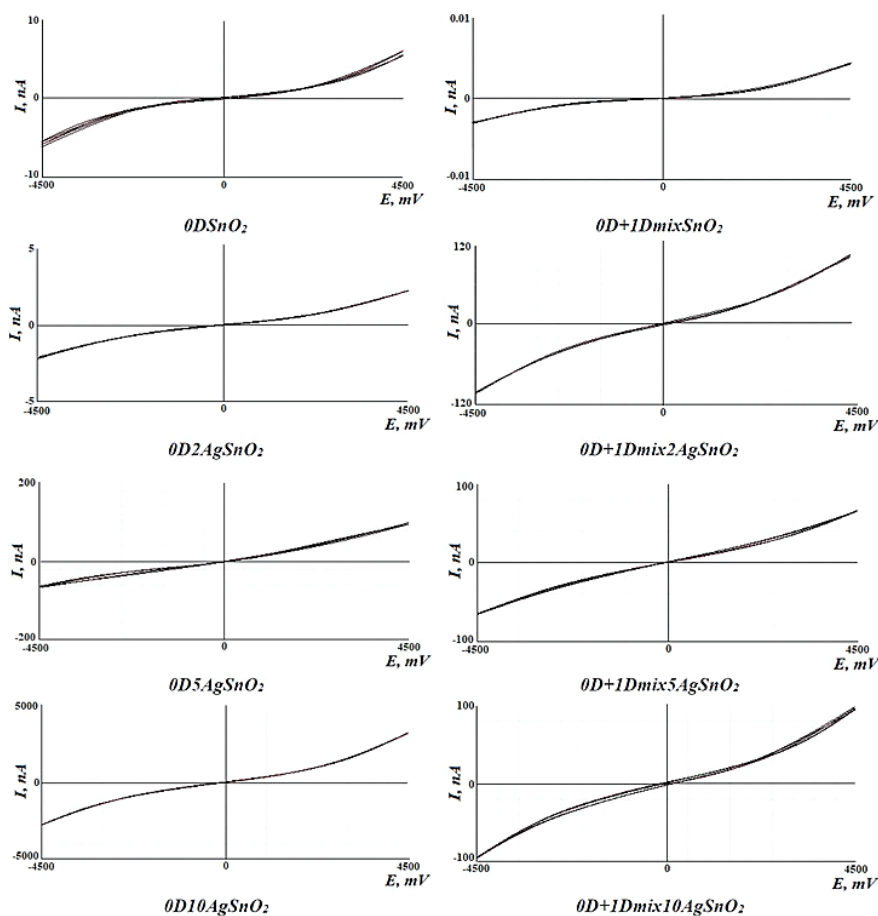 10
I, nA
0
-10
-4500
0
4500
E, mV
0DSnO₂
0.01
I, nA
0
-0.01
-4500
0
4500
E, mV
0D+1DmixSnO₂
5
I, nA
0
-5
-4500
0
4500
E, mV
0D2AgSnO₂
120
I, nA
0
-120
-4500
0
4500
E, mV
0D+1Dmix2AgSnO₂
200
I, nA
0
-200
-4500
0
4500
E, mV
0D5AgSnO₂
100
I, nA
0
-100
-4500
0
4500
E, mV
0D+1Dmix5AgSnO₂
5000
I, nA
0
-5000
-4500
0
4500
E, mV
0D10AgSnO₂
100
I, nA
0
-100
-4500
0
4500
E, mV
0D+1Dmix10AgSnO₂